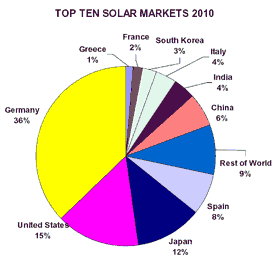 TOP TEN SOLAR MARKETS 2010
France
2%
South Korea
3%
Italy
4%
Greece
1%
India
4%
China
6%
Germany
36%
Rest of World
9%
Spain
8%
United States
15%
Japan
12%